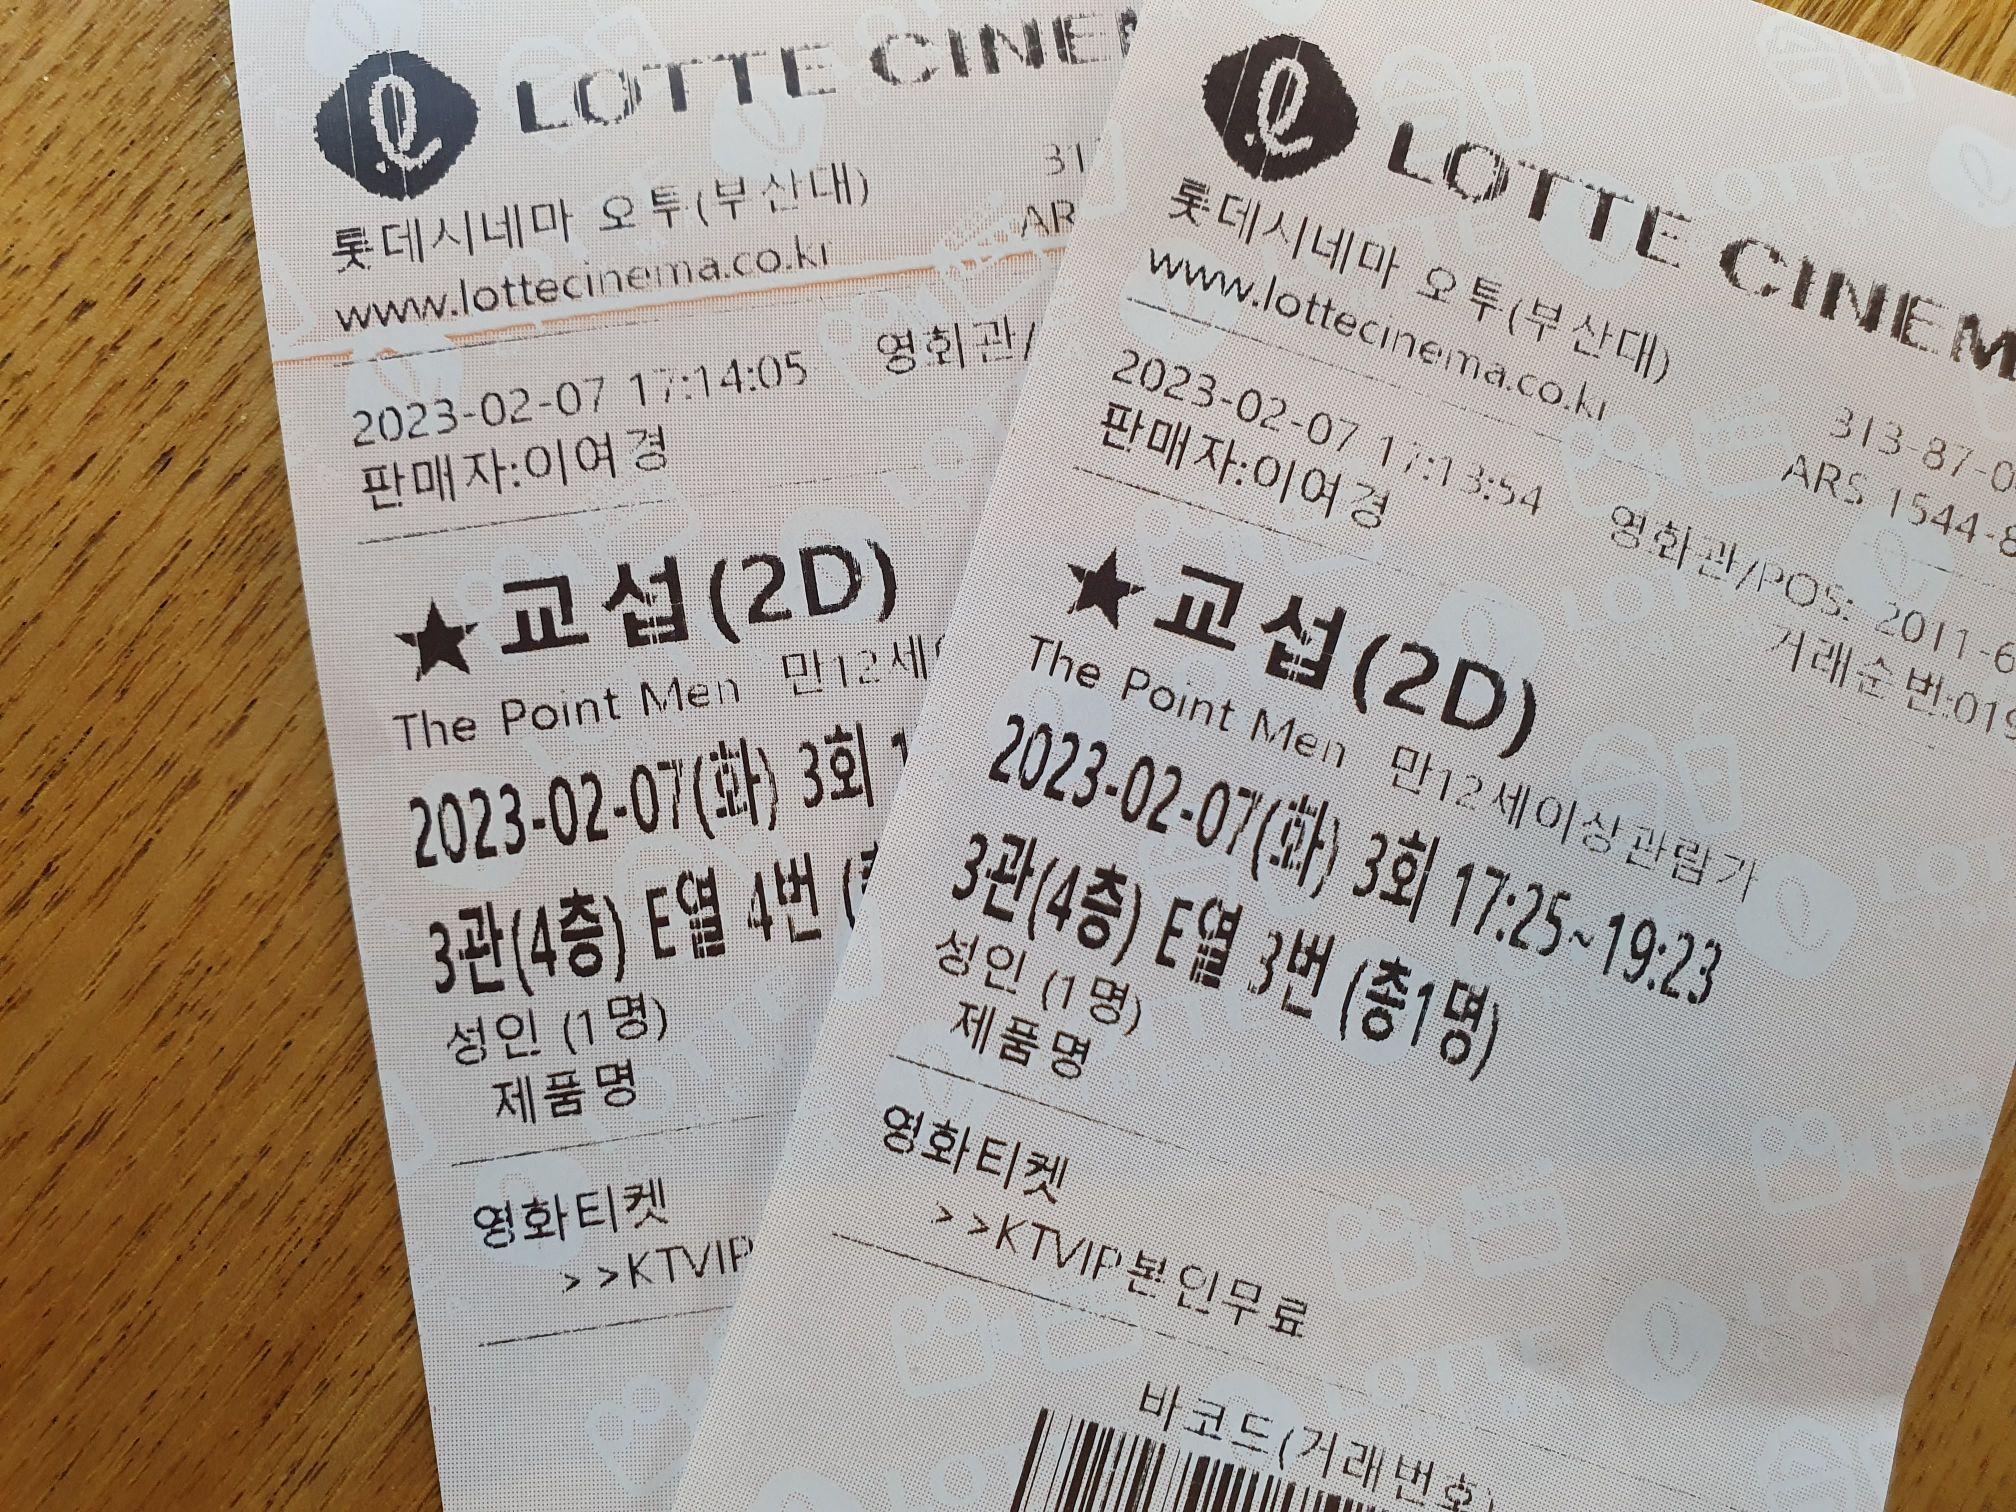 LOTTE CINE
롯데시네마 오투(부산대)
31
AR
www.lottecinema.co.kr
2023-02-07 17:14:05 영화관/
판매자:이여경
★교섭(2D)
The Point Men 만12세
2023-02-07(화) 3회 1
3관(4층) E열 4번 (
성인 (1명)
제품명
영화티켓
>>KTVIP
LOTTE CINEM
롯데시네마 오투(부산대)
313-87-0
www.lottecinema.co.kr
ARS 1544-8
2023-02-07 17:13:54 영화관/POS: 2011-6
판매자:이여경 거래순번:019
★교섭(2D)
The Point Men 만12세이상관람가
2023-02-07(화) 3회 17:25~19:23
3관(4층) E열 3번 (총1명)
성인 (1명)
제품명
영화티켓
>>KTVIP본인무료
바코드(거래번호)